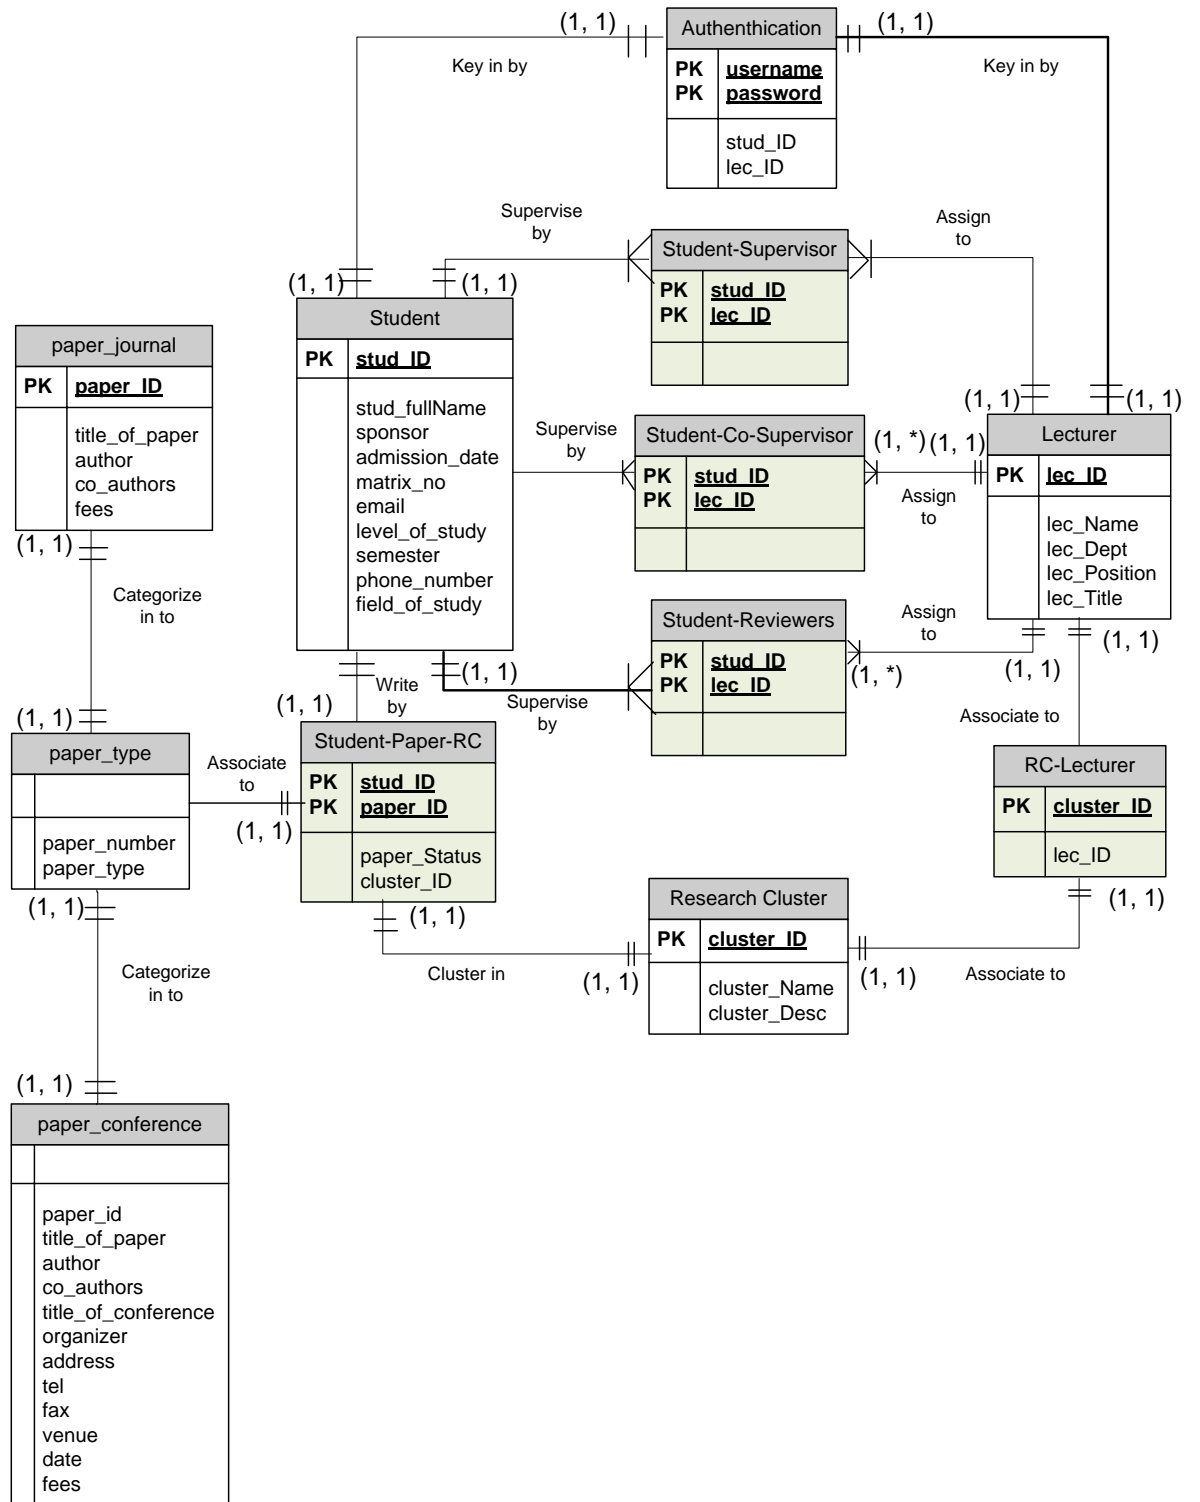 (1, 1)
Authenthication
(1, 1)
Key in by
PK username
PK password
Key in by
stud_ID
lec_ID
Supervise
by
Assign
to
Student-Supervisor
PK stud_ID
PK lec_ID
(1, 1)
(1, 1)
Student
PK stud_ID
stud_fullName
sponsor
admission_date
matrix_no
email
level_of_study
semester
phone_number
field_of_study
paper_journal
PK paper_ID
title_of_paper
author
co_authors
fees
(1, 1)
Categorize
in to
(1, 1)
Supervise
by
Student-Co-Supervisor
PK stud_ID
PK lec_ID
(1, *)
(1, 1)
Assign
to
(1, 1)
(1, 1)
Lecturer
PK lec_ID
lec_Name
lec_Dept
lec_Position
lec_Title
Student-Reviewers
PK stud_ID
PK lec_ID
Assign
to
(1, *)
(1, 1)
(1, 1)
(1, 1)
Supervise
by
Write
by
(1, 1)
Associate to
paper_type
paper_number
paper_type
Associate
to
(1, 1)
Student-Paper-RC
PK stud_ID
PK paper_ID
paper_Status
cluster_ID
RC-Lecturer
PK cluster_ID
lec_ID
(1, 1)
(1, 1)
(1, 1)
Research Cluster
PK cluster_ID
cluster_Name
cluster_Desc
Cluster in
(1, 1)
(1, 1)
Associate to
Categorize
in to
(1, 1)
paper_conference
paper_id
title_of_paper
author
co_authors
title_of_conference
organizer
address
tel
fax
venue
date
fees